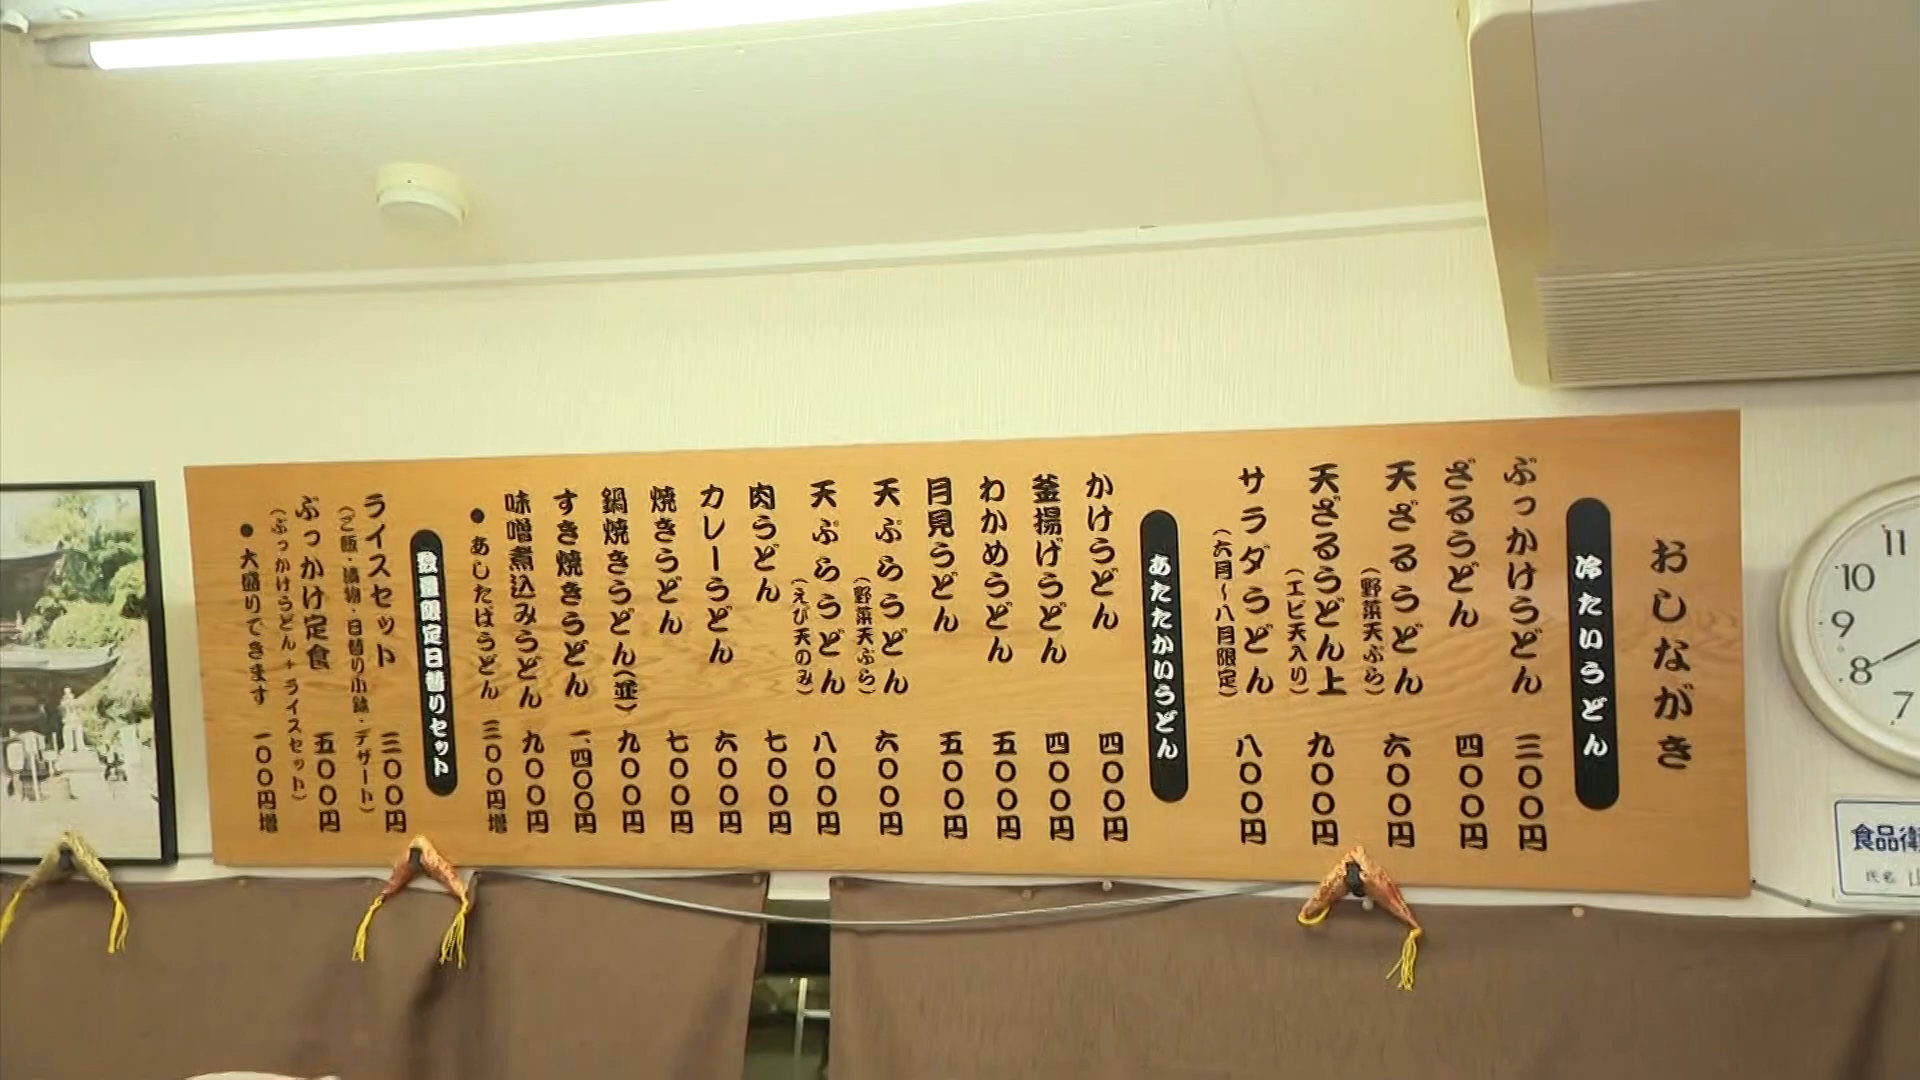 おしながき
冷たいうどん
ぶっかけうどん 三〇〇円
ざるうどん 四〇〇円
天ざるうどん(野菜天ぷら) 六〇〇円
天ざるうどん上(エビ天入り) 九〇〇円
サラダうどん(六月〜八月限定) 八〇〇円
あたたかいうどん
かけうどん 四〇〇円
釜揚げうどん 四〇〇円
わかめうどん 五〇〇円
月見うどん 五〇〇円
天ぷらうどん(野菜天ぷら) 六〇〇円
天ぷらうどん(えび天のみ) 八〇〇円
肉うどん 七〇〇円
カレーうどん 六〇〇円
焼きうどん 七〇〇円
鍋焼きうどん(並) 九〇〇円
すき焼きうどん 一、四〇〇円
味噌煮込みうどん 九〇〇円
●あしたばうどん 三〇〇円増
数量限定日替りセット
ライスセット 三〇〇円
(ご飯・漬物・日替り小鉢・デザート)
ぶっかけ定食 五〇〇円
(ぶっかけうどん+ライスセット)
●大盛りできます 一〇〇円増
11
10
9
8
7
食品衛
氏名 山